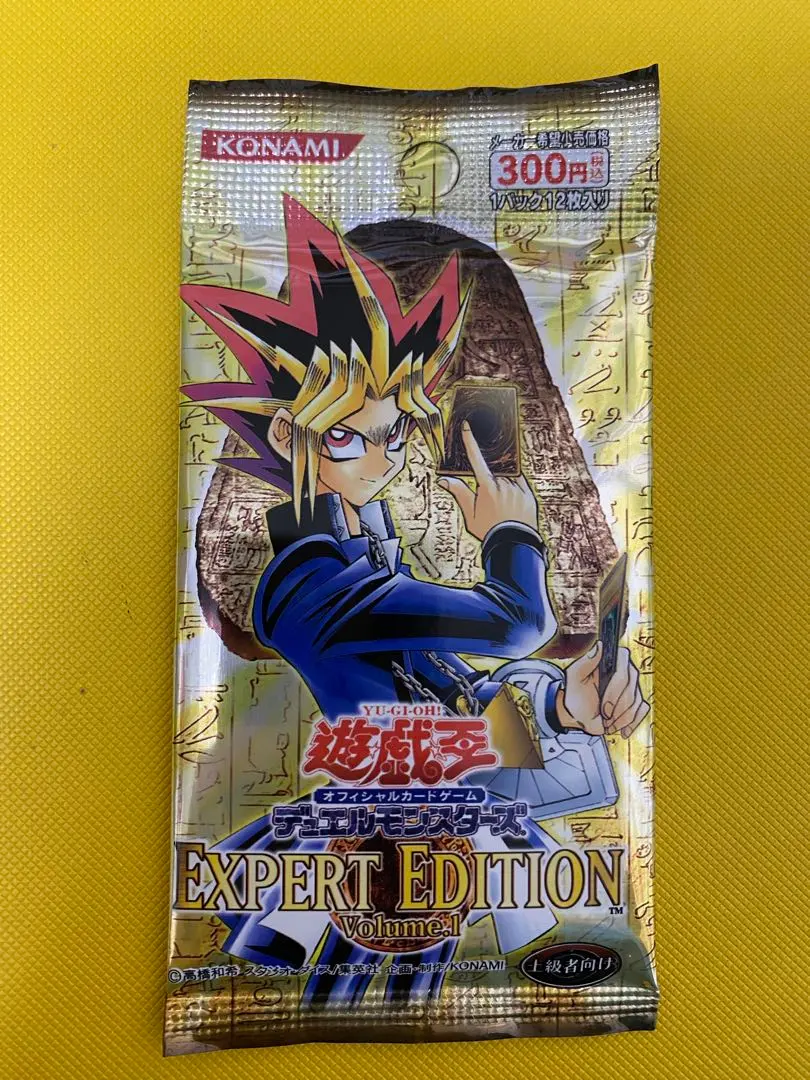 KONAMI
メーカー希望小売価格
300円税込
1パック12枚入り
YU-GI-OH!
遊戯王
オフィシャルカードゲーム
デュエルモンスターズ
EXPERT EDITION™
Volume.1
©高橋和希 スタジオ・ダイス/集英社 企画・制作/KONAMI
上級者向け